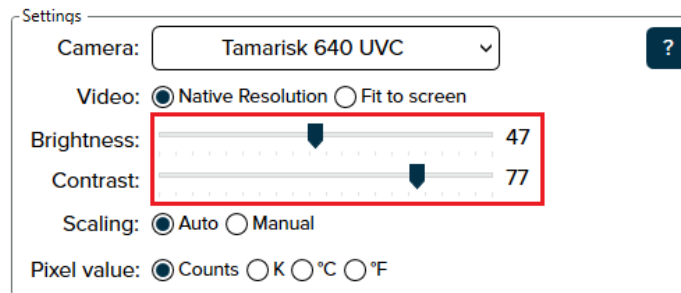 Settings
Camera: Tamarisk 640 UVC ?
Video: Native Resolution Fit to screen
Brightness: 47
Contrast: 77
Scaling: Auto Manual
Pixel value: Counts K °C °F